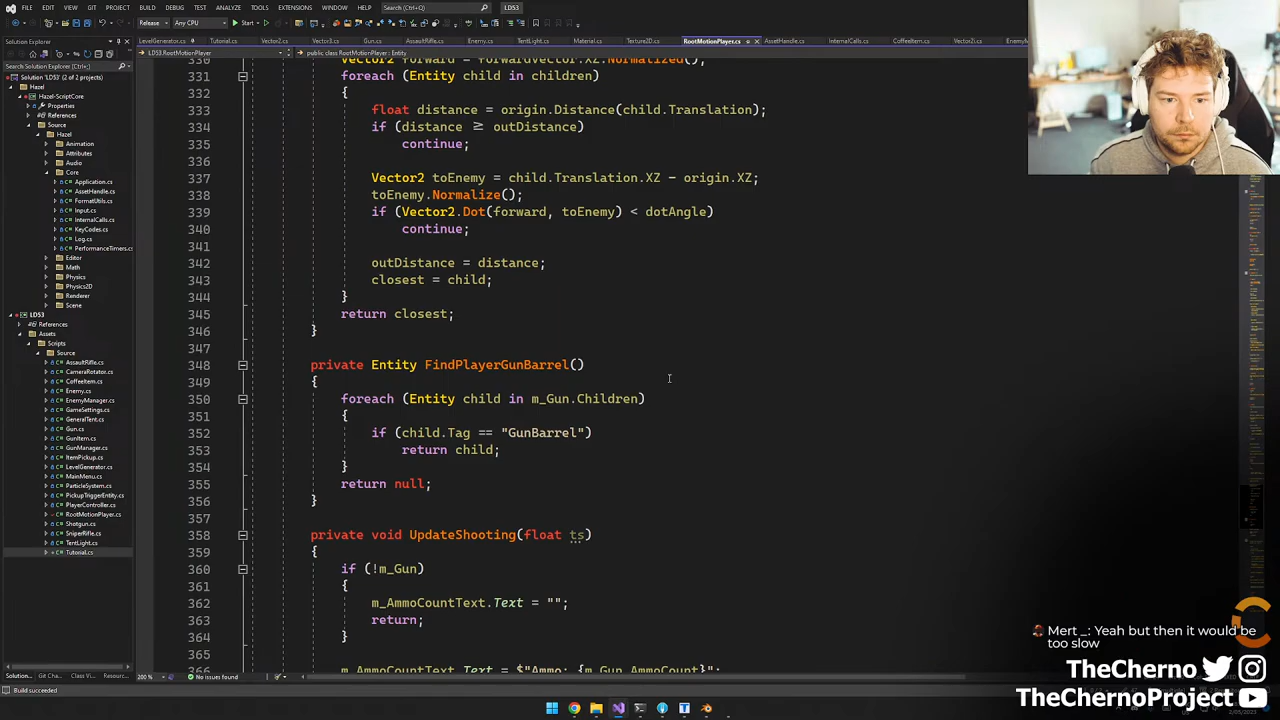 FILE EDIT VIEW GIT PROJECT BUILD DEBUG TEST ANALYZE TOOLS EXTENSIONS WINDOW HELP Search (Ctrl+Q) LD53
Release Any CPU Start
Solution Explorer
LevelGenerator.cs Tutorial.cs Vector2.cs Vector3.cs Gun.cs AssaultRifle.cs Enemy.cs TentLight.cs Material.cs Texture2D.cs RootMotionPlayer.cs AssetHandle.cs InternalCalls.cs CoffeeItem.cs
LD53.RootMotionPlayer public class RootMotionPlayer : Entity
Search Solution Explorer (Ctrl+;)
Solution 'LD53' (2 of 2 projects)
Hazel
Hazel-ScriptCore
Properties
References
Source
Hazel
Animation
Attributes
Audio
Core
Application.cs
AssetHandle.cs
FormatUtils.cs
Input.cs
InternalCalls.cs
KeyCodes.cs
Log.cs
PerformanceTimers.cs
Editor
Math
Physics
Physics2D
Renderer
Scene
LD53
References
Assets
Scripts
Source
AssaultRifle.cs
CameraRotator.cs
CoffeeItem.cs
Enemy.cs
EnemyManager.cs
GameSettings.cs
GeneralTent.cs
Gun.cs
GunItem.cs
GunManager.cs
ItemPickup.cs
LevelGenerator.cs
MainMenu.cs
ParticleSystem.cs
PickupTriggerEntity.cs
PlayerController.cs
RootMotionPlayer.cs
Shotgun.cs
SniperRifle.cs
TentLight.cs
Tutorial.cs
330 Vector2 forward = forwardVector.XZ.Normalized();
331 foreach (Entity child in children)
332 {
333 float distance = origin.Distance(child.Translation);
334 if (distance ≥ outDistance)
335 continue;
336
337 Vector2 toEnemy = child.Translation.XZ - origin.XZ;
338 toEnemy.Normalize();
339 if (Vector2.Dot(forward, toEnemy) < dotAngle)
340 continue;
341
342 outDistance = distance;
343 closest = child;
344 }
345 return closest;
346 }
347
348 private Entity FindPlayerGunBarrel()
349 {
350 foreach (Entity child in m_Gun.Children)
351 {
352 if (child.Tag == "GunBarrel")
353 return child;
354 }
355 return null;
356 }
357
358 private void UpdateShooting(float ts)
359 {
360 if (!m_Gun)
361 {
362 m_AmmoCountText.Text = "";
363 return;
364 }
365
366 m_AmmoCountText.Text = $"Ammo: {m_Gun.AmmoCount}";
Mert _: Yeah but then it would be
too slow
TheCherno
TheChernoProject
Solution... Git Cha... Class Vi... Resourc... 200 % No issues found
Build succeeded